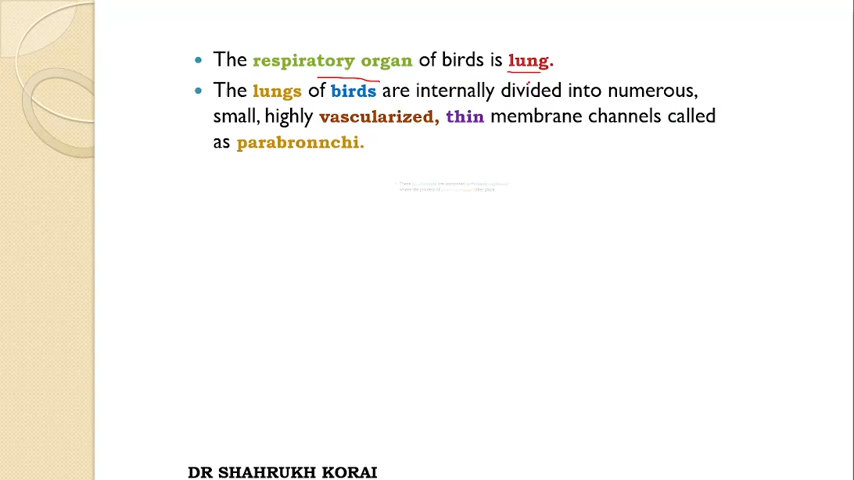 The respiratory organ of birds is lung.
The lungs of birds are internally divided into numerous,
small, highly vascularized, thin membrane channels called
as parabronnchi.
DR SHAHRUKH KORAI